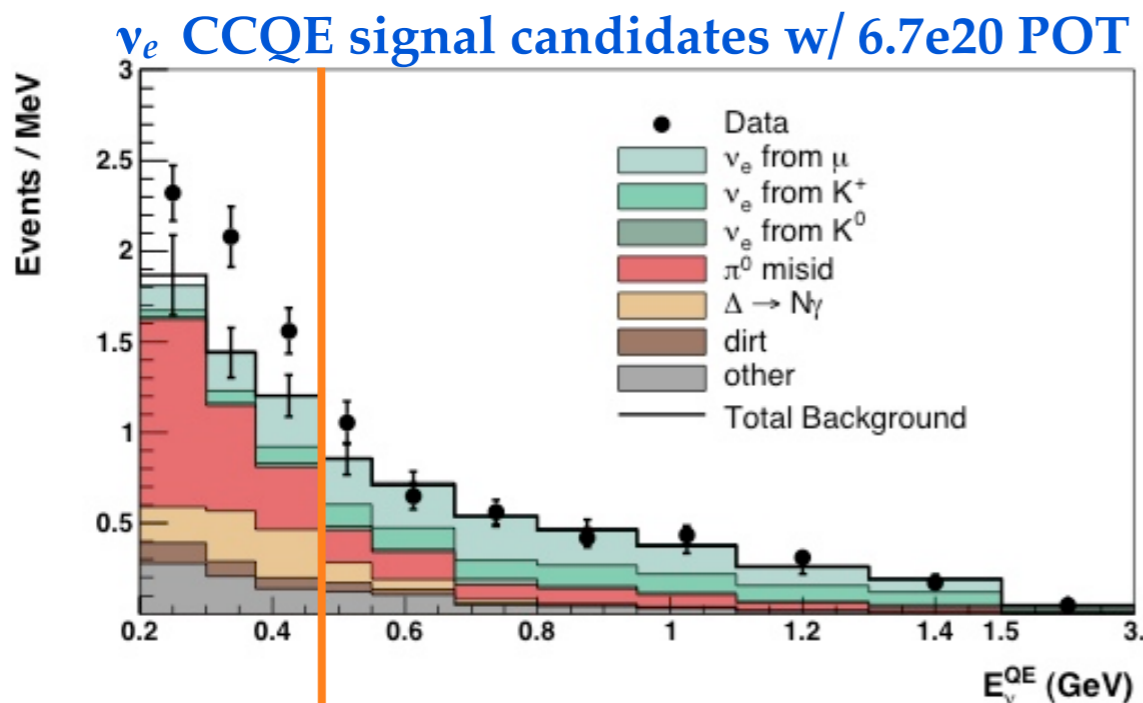 νe CCQE signal candidates w/ 6.7e20 POT
Events / MeV
3
2.5
2
1.5
1
0.5
Data
νe from μ
νe from K+
νe from K0
π0 misid
Δ → Nγ
dirt
other
Total Background
0.2 0.4 0.6 0.8 1 1.2 1.4 1.5 3.
EνQE (GeV)